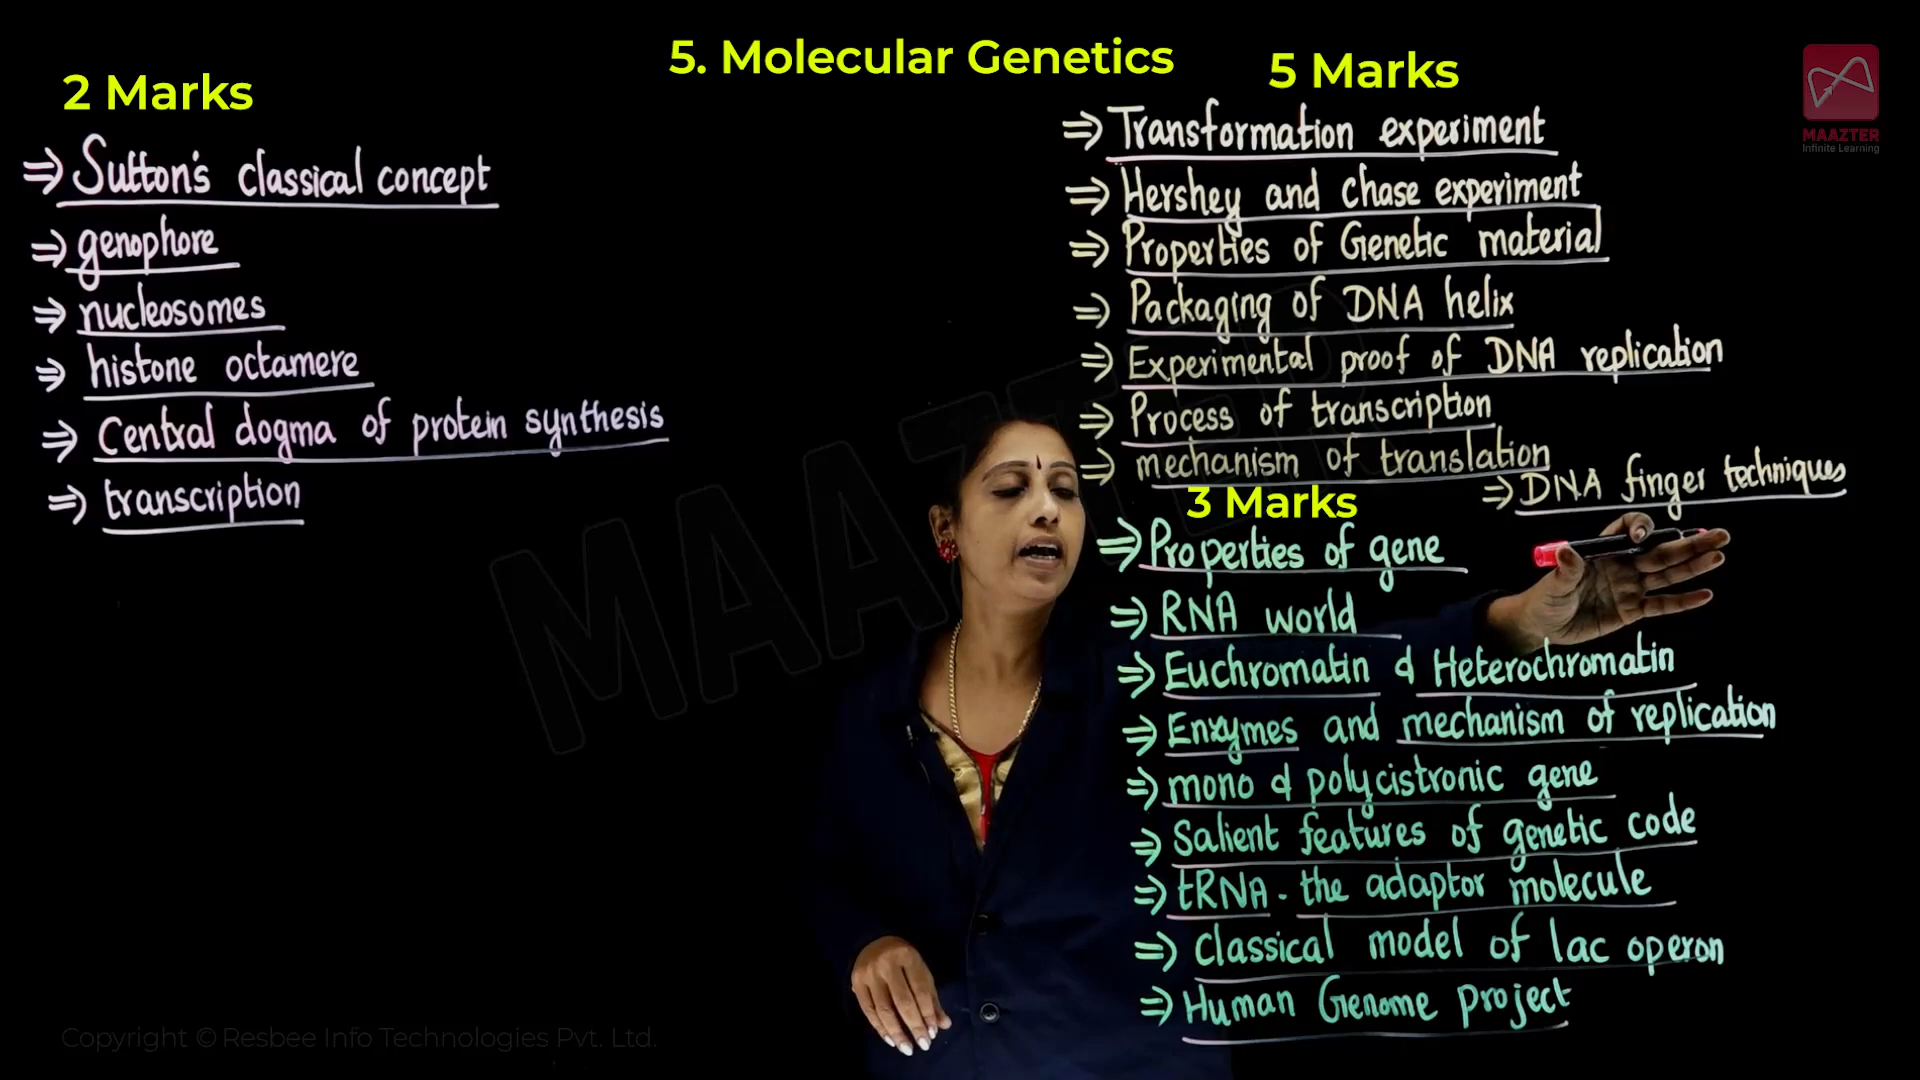 5. Molecular Genetics
2 Marks
⇒ Sutton's classical concept
⇒ genophore
⇒ nucleosomes
⇒ histone octamere
⇒ Central dogma of protein synthesis
⇒ transcription
5 Marks
⇒ Transformation experiment
⇒ Hershey and chase experiment
⇒ Properties of Genetic material
⇒ Packaging of DNA helix
⇒ Experimental proof of DNA replication
⇒ Process of transcription
⇒ mechanism of translation
⇒ DNA finger techniques
3 Marks
⇒ Properties of gene
⇒ RNA world
⇒ Euchromatin & Heterochromatin
⇒ Enzymes and mechanism of replication
⇒ mono & polycistronic gene
⇒ Salient features of genetic code
⇒ tRNA - the adaptor molecule
⇒ classical model of lac operon
⇒ Human Genome project
MAAZTER
Infinite Learning
MAAZTER
Copyright © Resbee Info Technologies Pvt. Ltd.